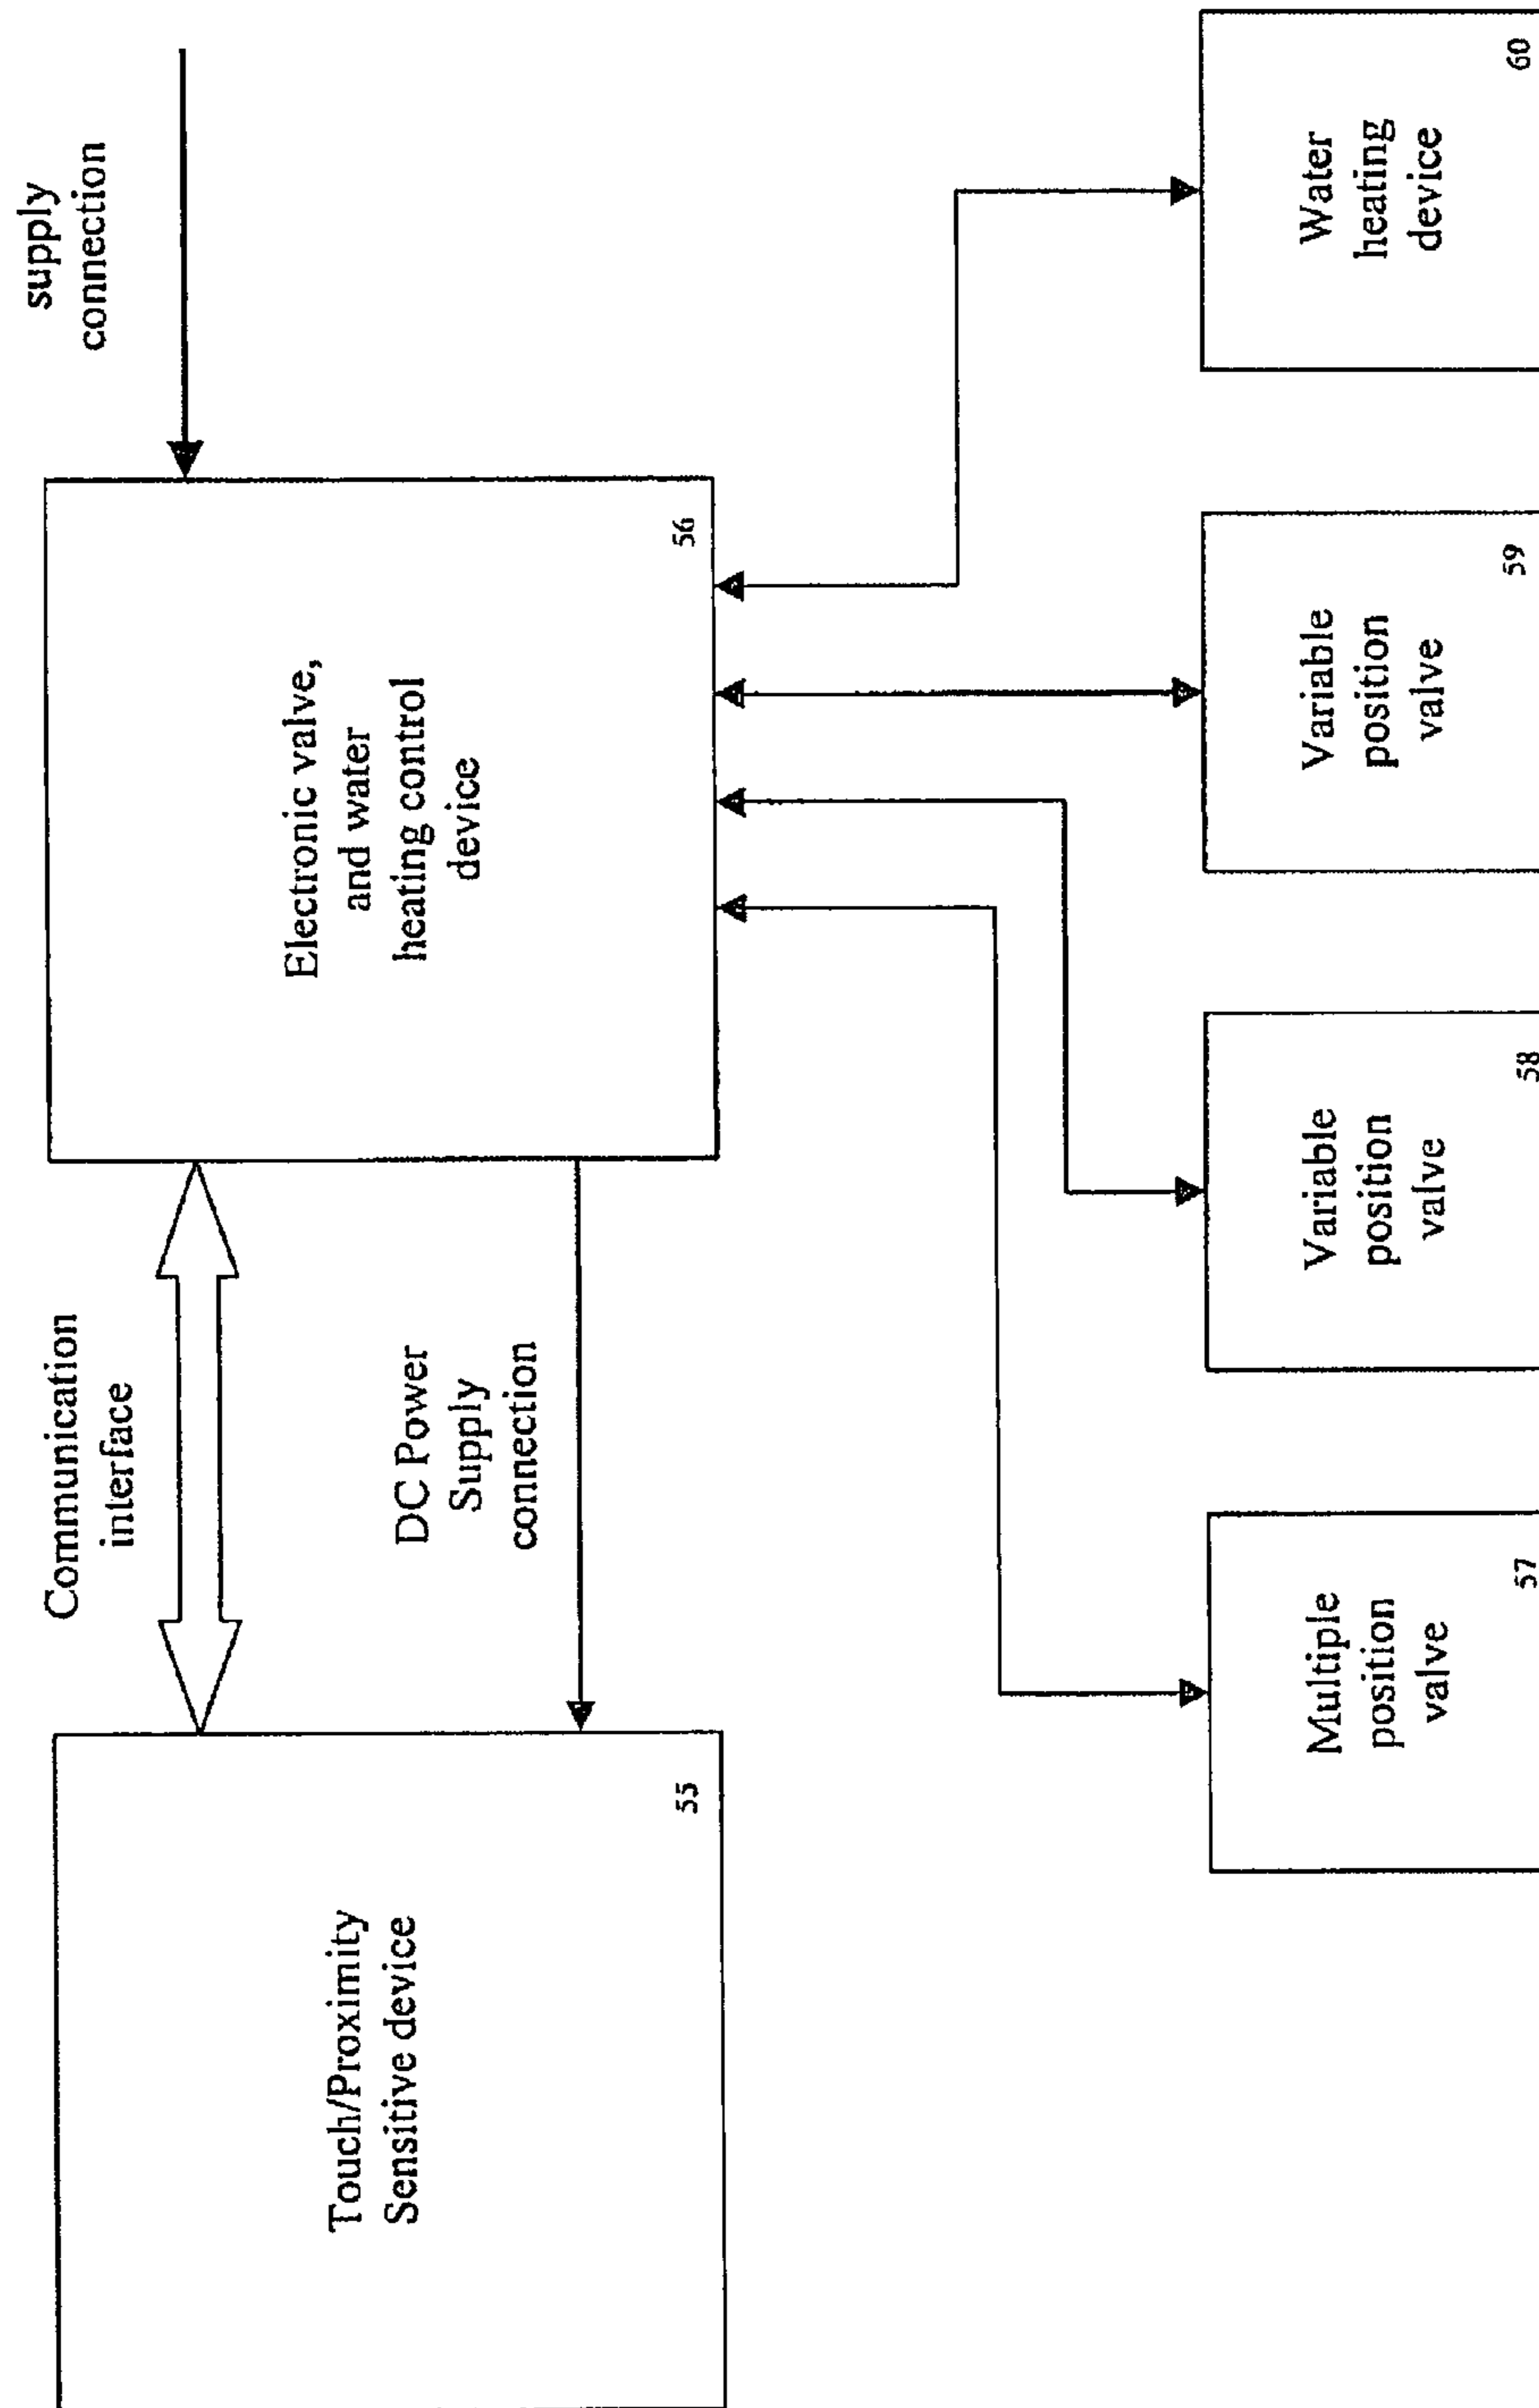 supply
connection
Communication
interface
DC Power
Supply
connection
Touch/Proximity
Sensitive device
55
Electronic valve,
and water
heating control
device
56
Multiple
position
valve
57
Variable
position
valve
58
Variable
position
valve
59
Water
heating
device
60